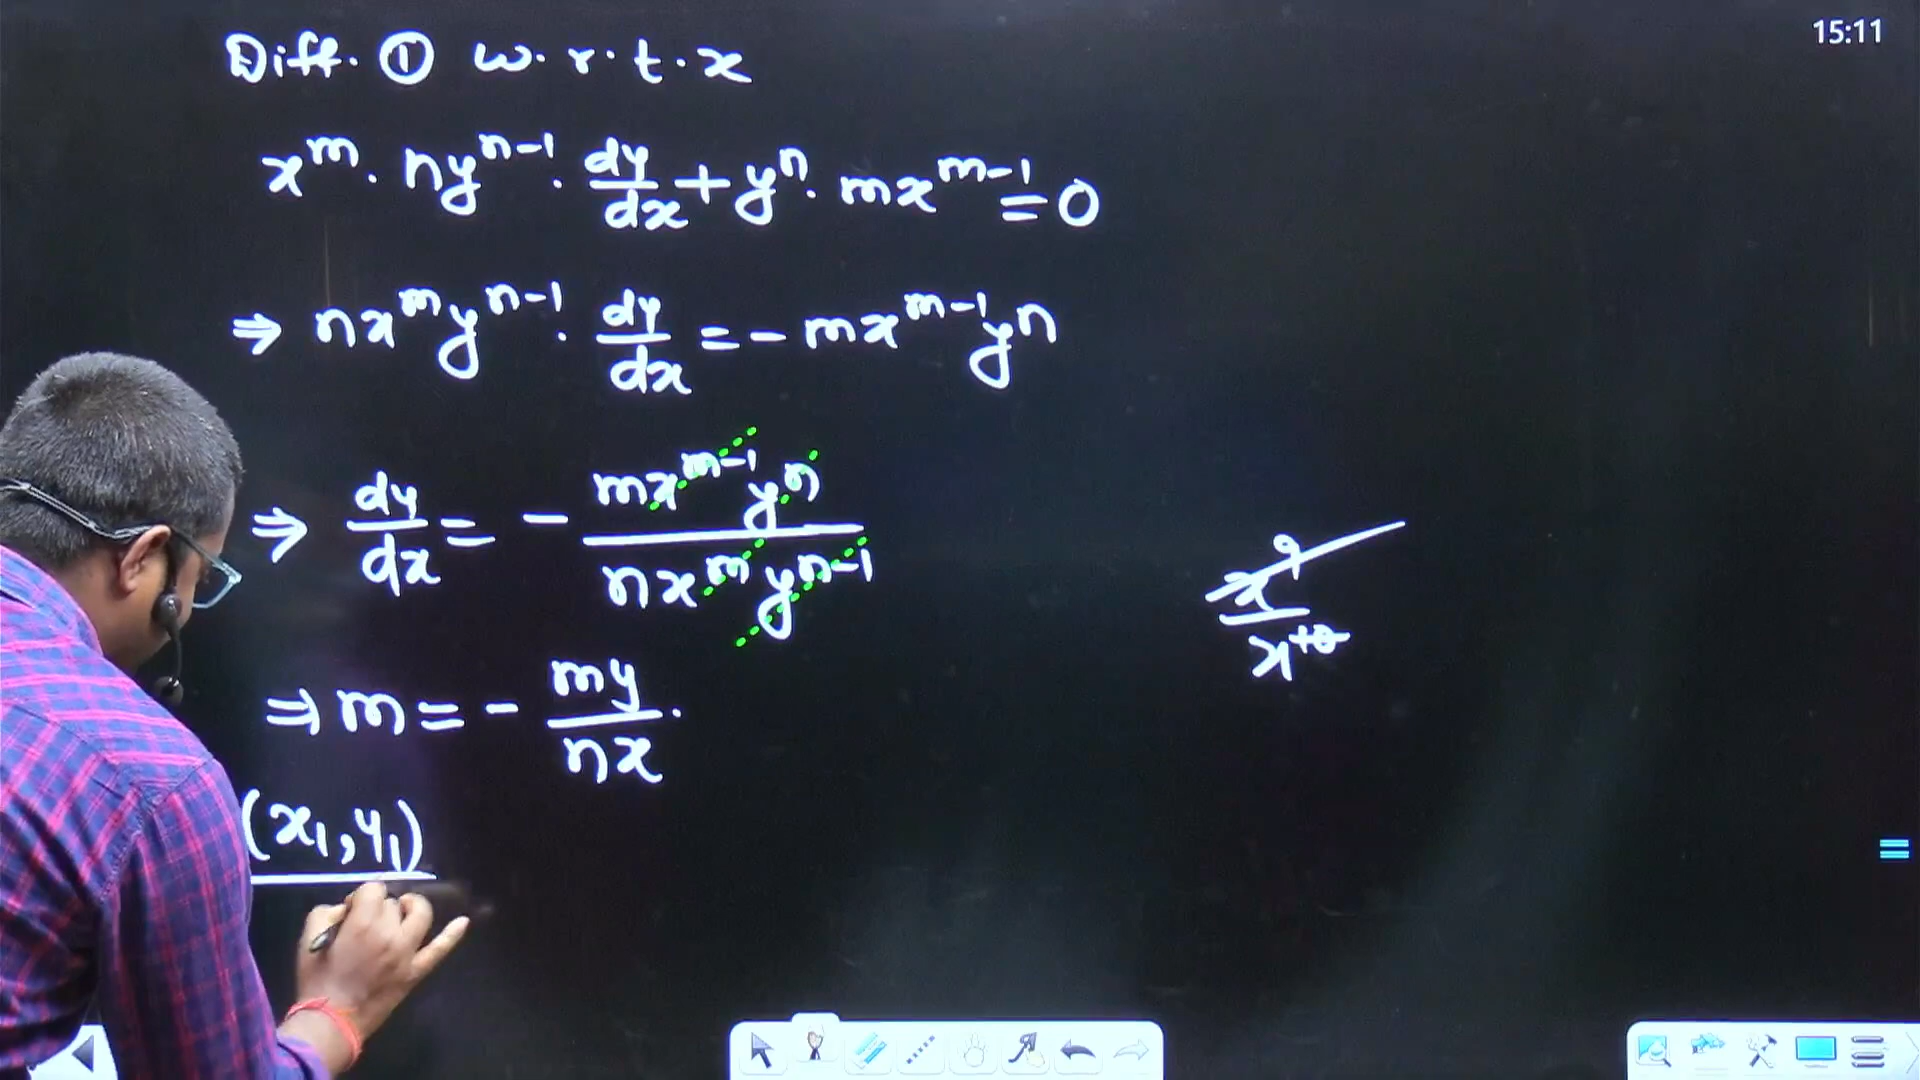 15:11
Diff. ① w.r.t.x
x^m . ny^{n-1} . dy/dx + y^n . mx^{m-1} = 0
⇒ nx^m y^{n-1} . dy/dx = - mx^{m-1} y^n
⇒ dy/dx = - mx^{m-1} y^n / nx^m y^{n-1}
⇒ m = - my/nx .
(x₁, y₁)